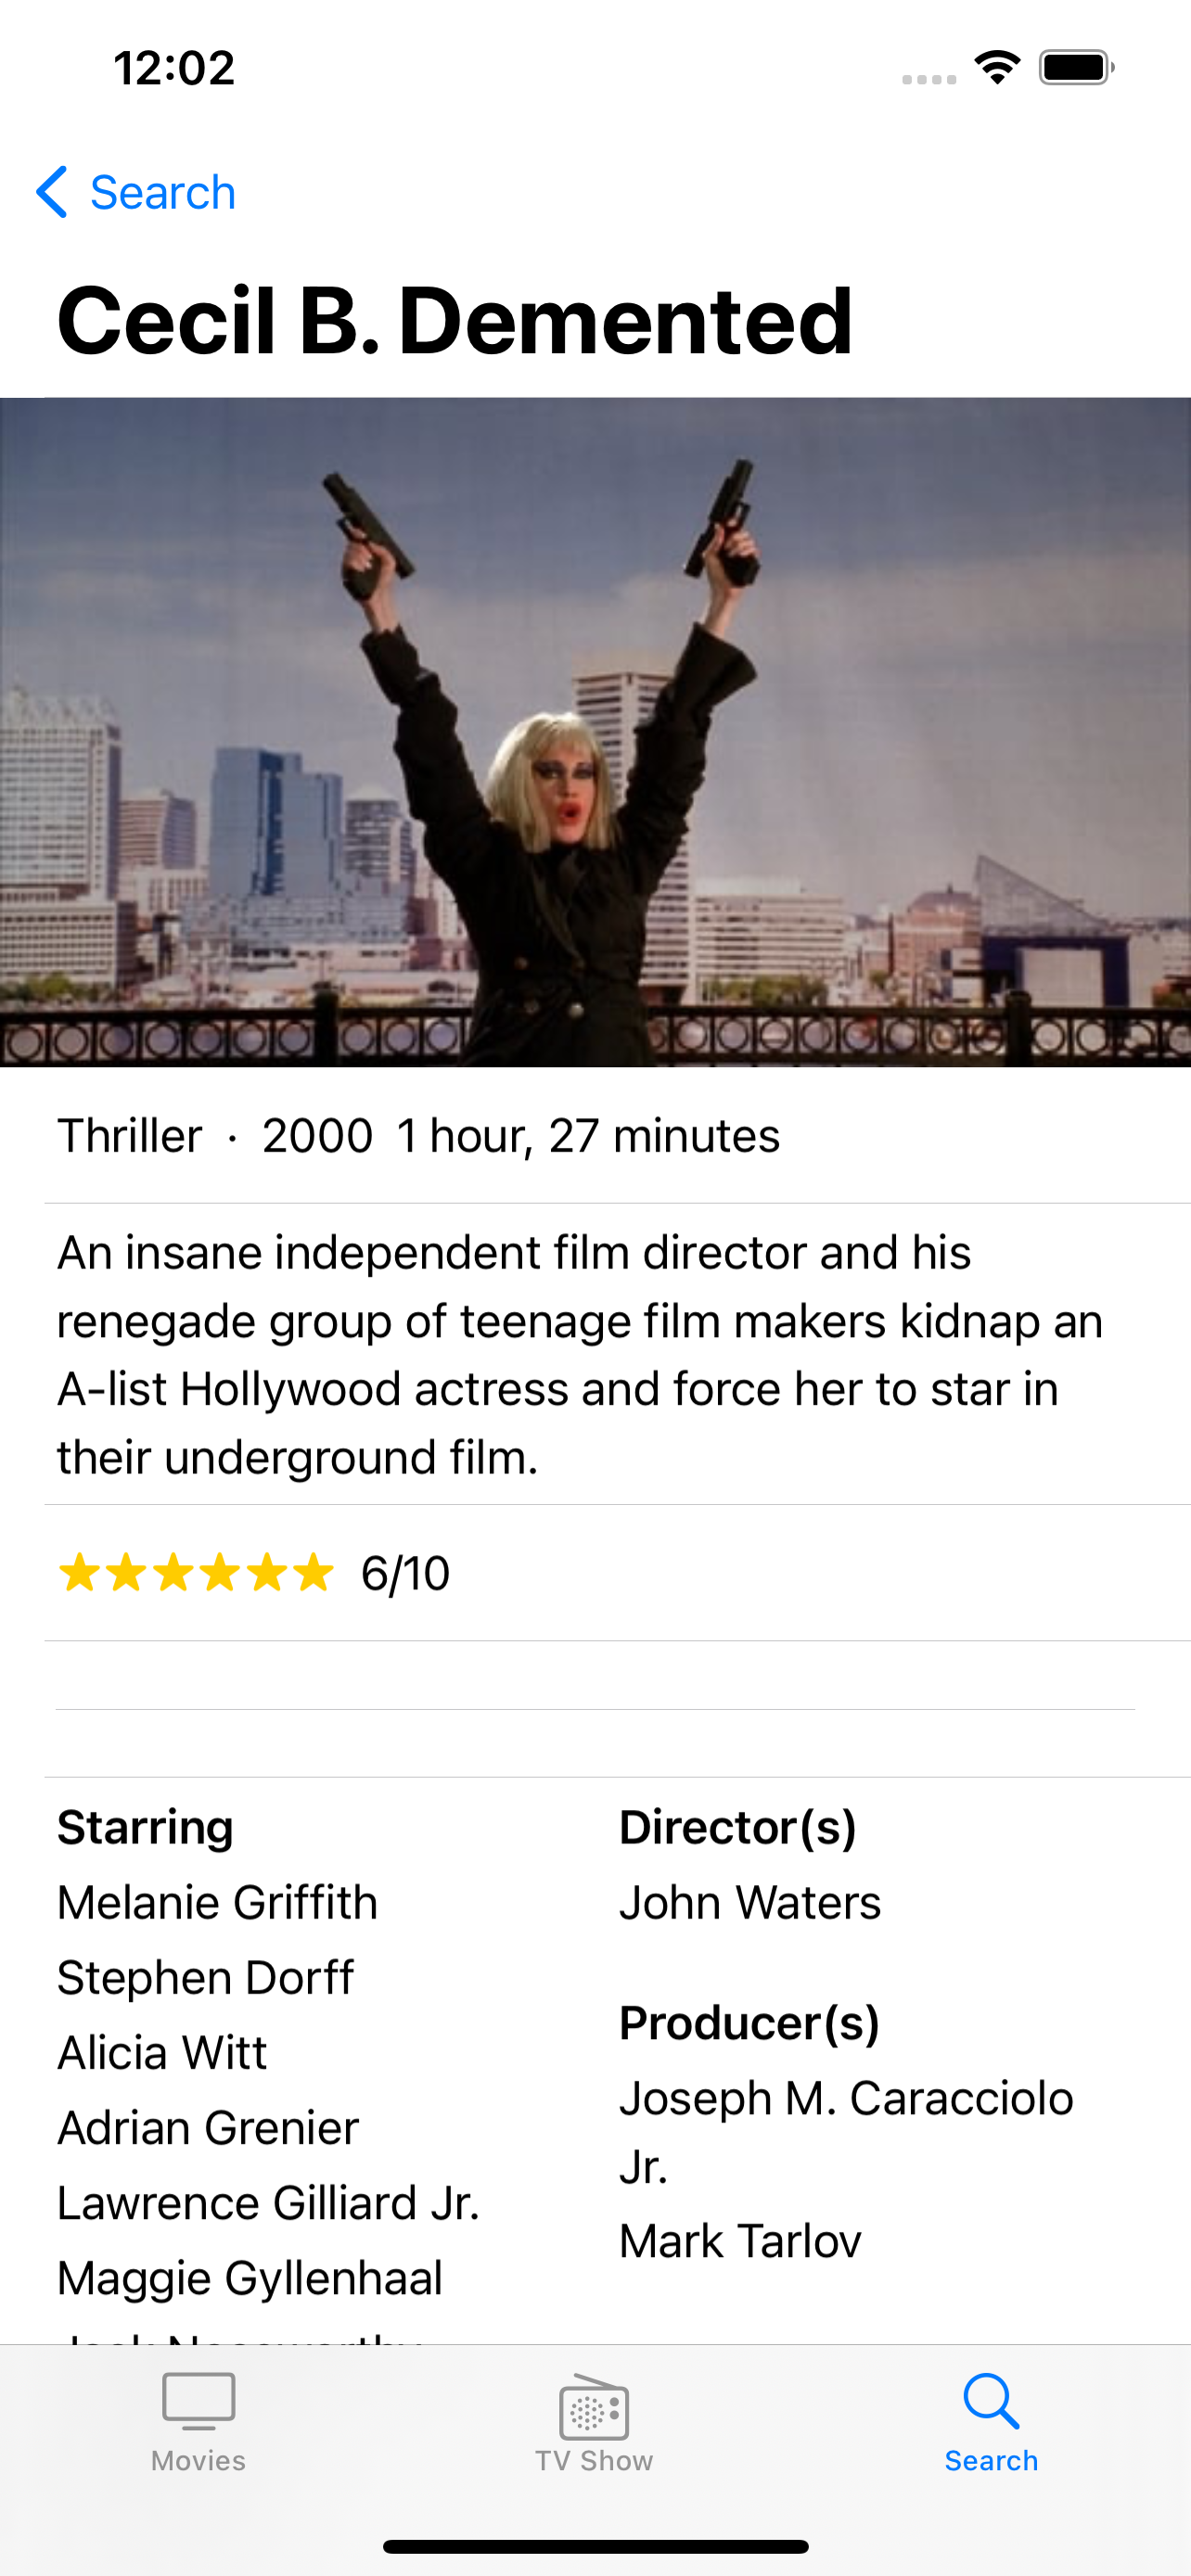 12:02
Search
Cecil B. Demented
Thriller · 2000 1 hour, 27 minutes
An insane independent film director and his
renegade group of teenage film makers kidnap an
A-list Hollywood actress and force her to star in
their underground film.
6/10
Starring
Melanie Griffith
Stephen Dorff
Alicia Witt
Adrian Grenier
Lawrence Gilliard Jr.
Maggie Gyllenhaal
Director(s)
John Waters
Producer(s)
Joseph M. Caracciolo
Jr.
Mark Tarlov
Movies
TV Show
Search